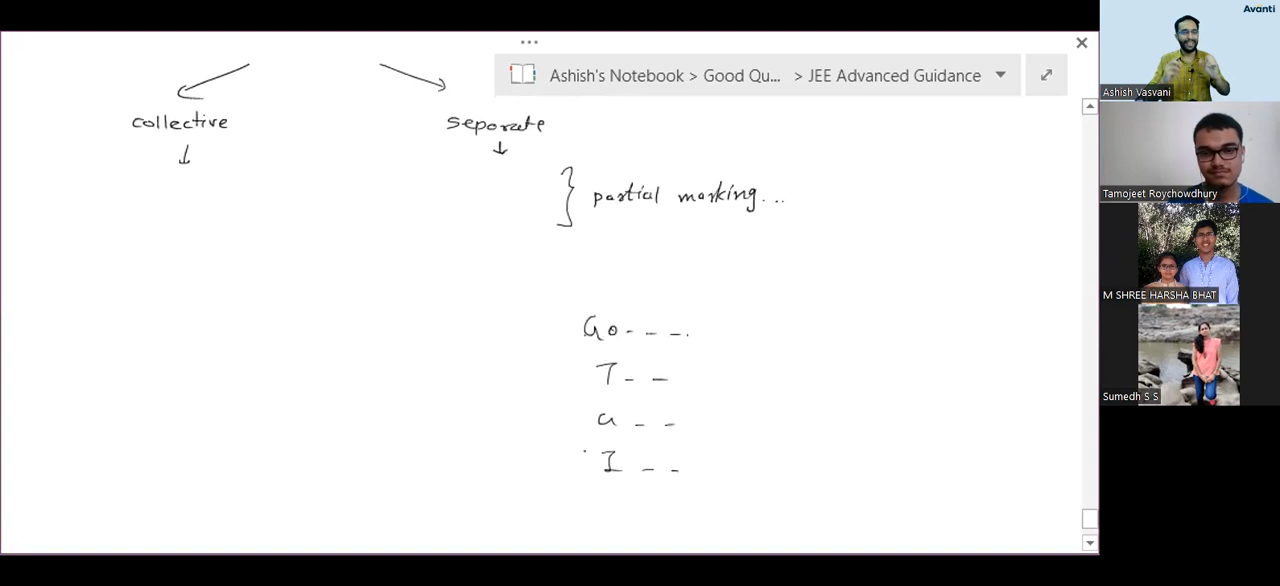 Avanti
Ashish's Notebook > Good Qu... > JEE Advanced Guidance
Ashish Vasvani
collective
separate
partial marking...
Tamojeet Roychowdhury
M SHREE HARSHA BHAT
Go - - -.
T - -
G - -
I - -
Sumedh S S